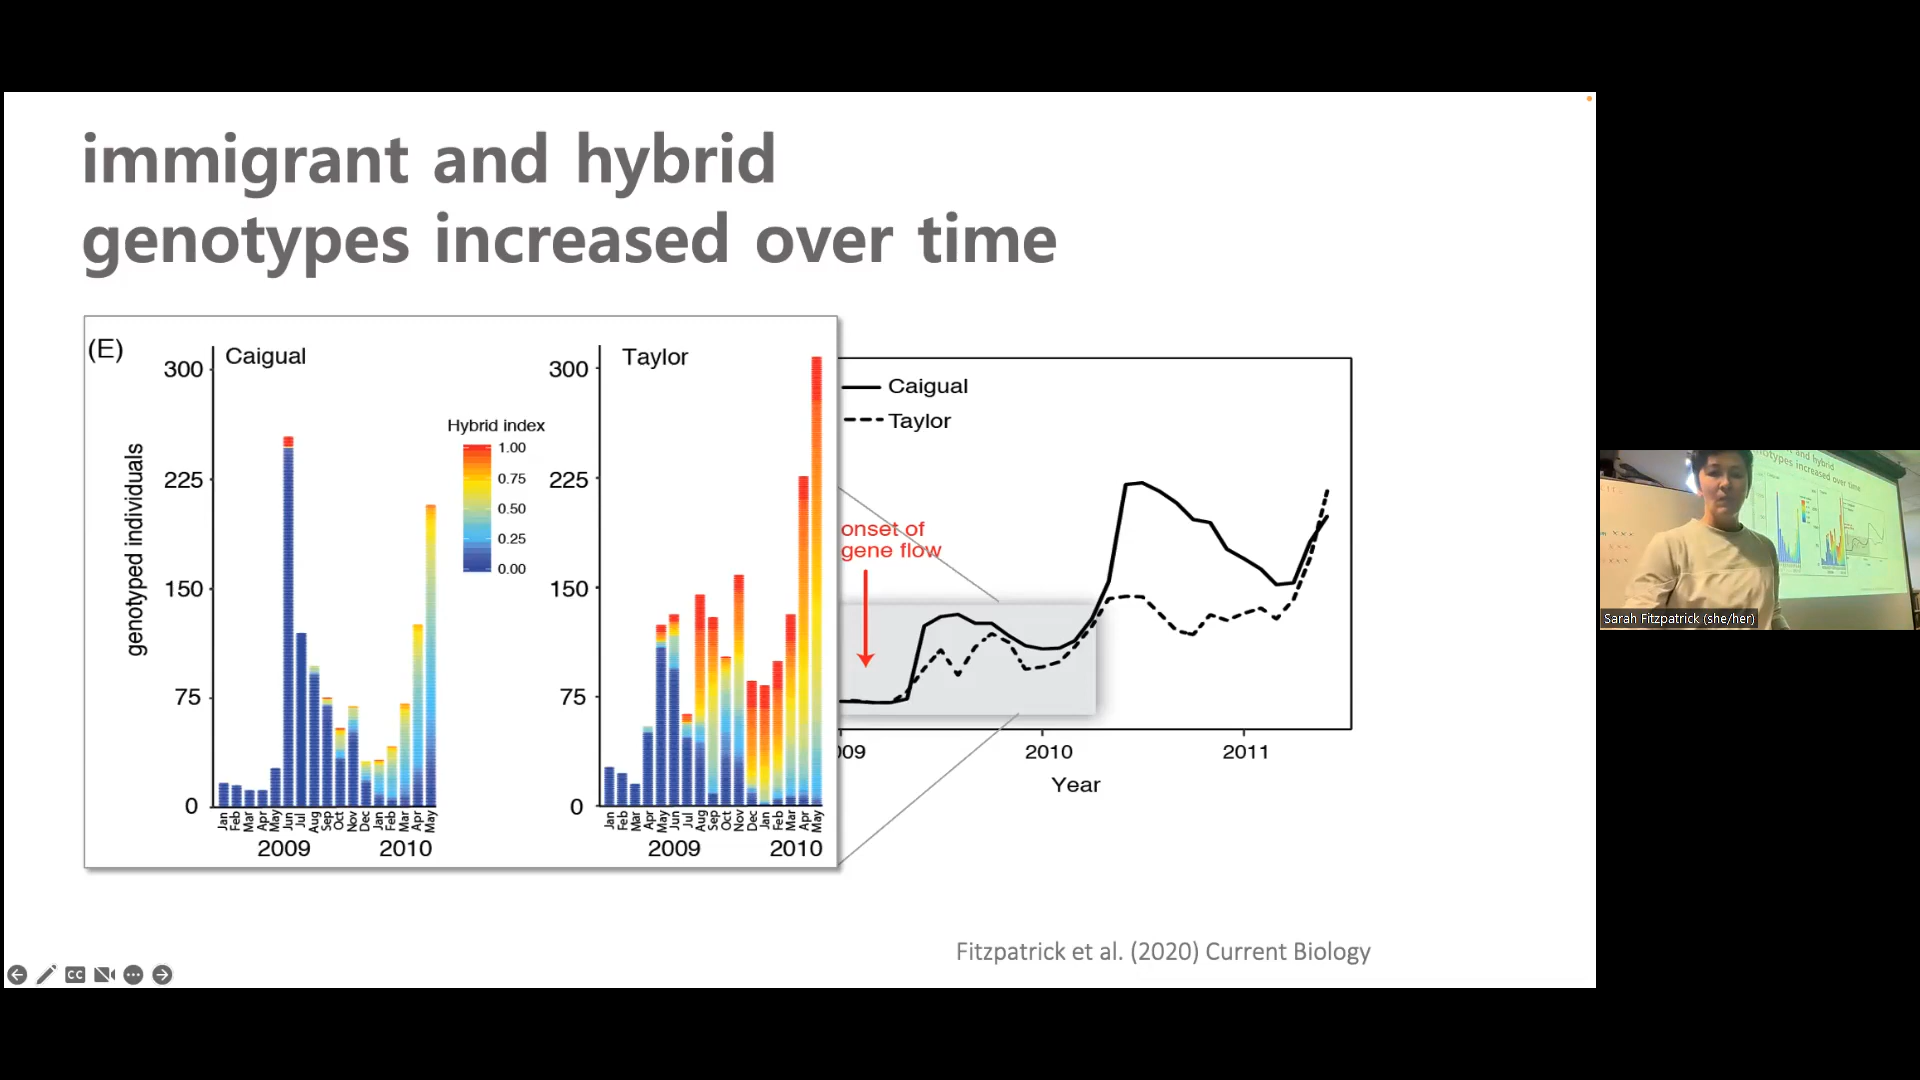 immigrant and hybrid
genotypes increased over time
(E)
Caigual
300
225
150
75
0
genotyped individuals
Jan
Feb
Mar
Apr
May
Jun
Jul
Aug
Sep
Oct
Nov
Dec
Jan
Feb
Mar
Apr
May
2009
2010
Hybrid index
1.00
0.75
0.50
0.25
0.00
Taylor
300
225
150
75
0
Jan
Feb
Mar
Apr
May
Jun
Jul
Aug
Sep
Oct
Nov
Dec
Jan
Feb
Mar
Apr
May
2009
2010
Caigual
Taylor
onset of
gene flow
09
2010
2011
Year
Fitzpatrick et al. (2020) Current Biology
CC
Sarah Fitzpatrick (she/her)